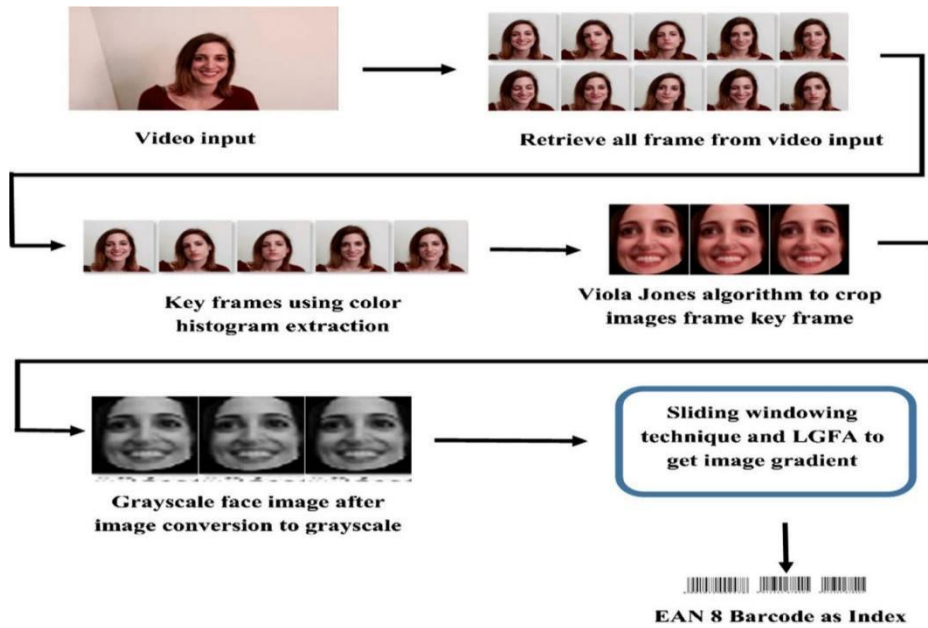 Video input
Retrieve all frame from video input
Key frames using color
histogram extraction
Viola Jones algorithm to crop
images frame key frame
Grayscale face image after
image conversion to grayscale
Sliding windowing
technique and LGFA to
get image gradient
EAN 8 Barcode as Index